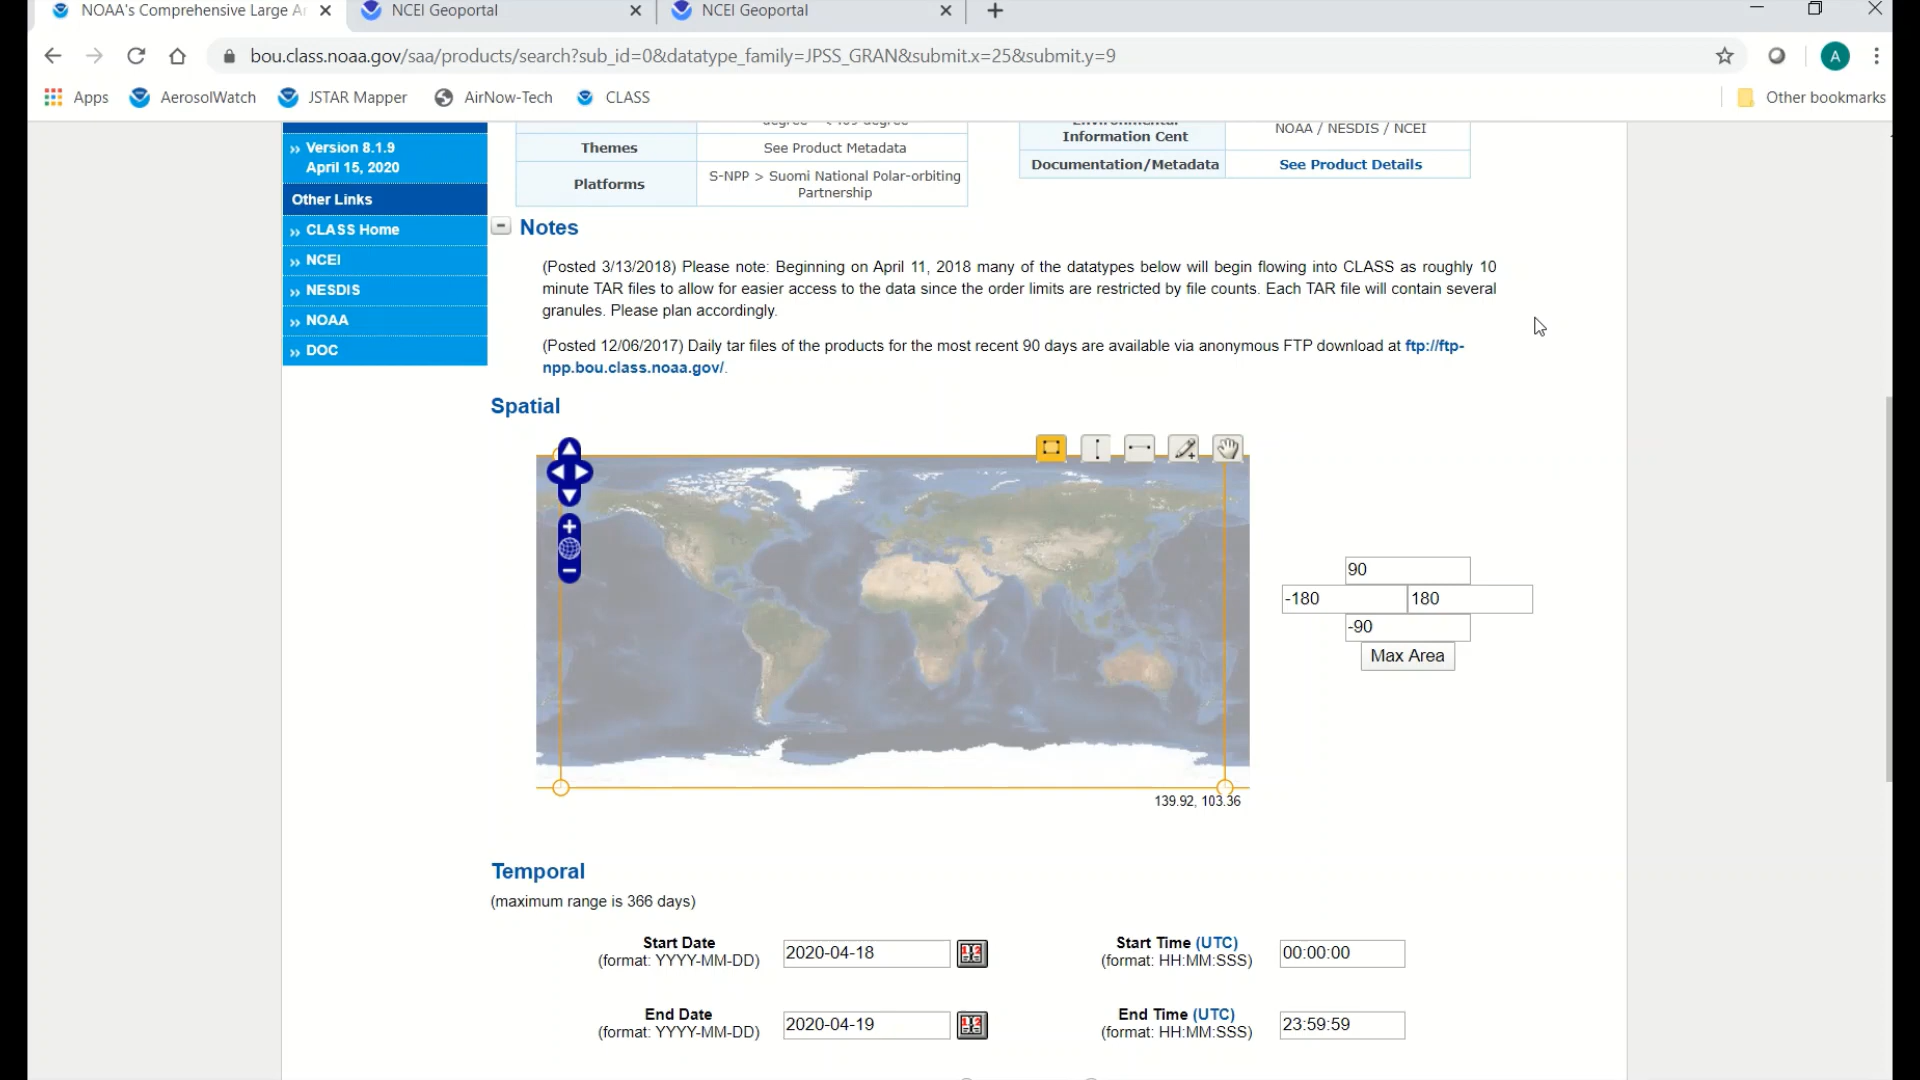 NOAA's Comprehensive Large Ar
NCEI Geoportal
NCEI Geoportal
bou.class.noaa.gov/saa/products/search?sub_id=0&datatype_family=JPSS_GRAN&submit.x=25&submit.y=9
A
Apps
AerosolWatch
JSTAR Mapper
AirNow-Tech
CLASS
Other bookmarks
» Version 8.1.9
April 15, 2020
Other Links
» CLASS Home
» NCEI
» NESDIS
» NOAA
» DOC
Themes
See Product Metadata
Platforms
S-NPP > Suomi National Polar-orbiting
Partnership
Environmental
Information Cent
NOAA / NESDIS / NCEI
Documentation/Metadata
See Product Details
Notes
(Posted 3/13/2018) Please note: Beginning on April 11, 2018 many of the datatypes below will begin flowing into CLASS as roughly 10
minute TAR files to allow for easier access to the data since the order limits are restricted by file counts. Each TAR file will contain several
granules. Please plan accordingly.
(Posted 12/06/2017) Daily tar files of the products for the most recent 90 days are available via anonymous FTP download at ftp://ftp-
npp.bou.class.noaa.gov/.
Spatial
90
-180
180
-90
Max Area
139.92, 103.36
Temporal
(maximum range is 366 days)
Start Date
(format: YYYY-MM-DD)
2020-04-18
Start Time (UTC)
(format: HH:MM:SSS)
00:00:00
End Date
(format: YYYY-MM-DD)
2020-04-19
End Time (UTC)
(format: HH:MM:SSS)
23:59:59